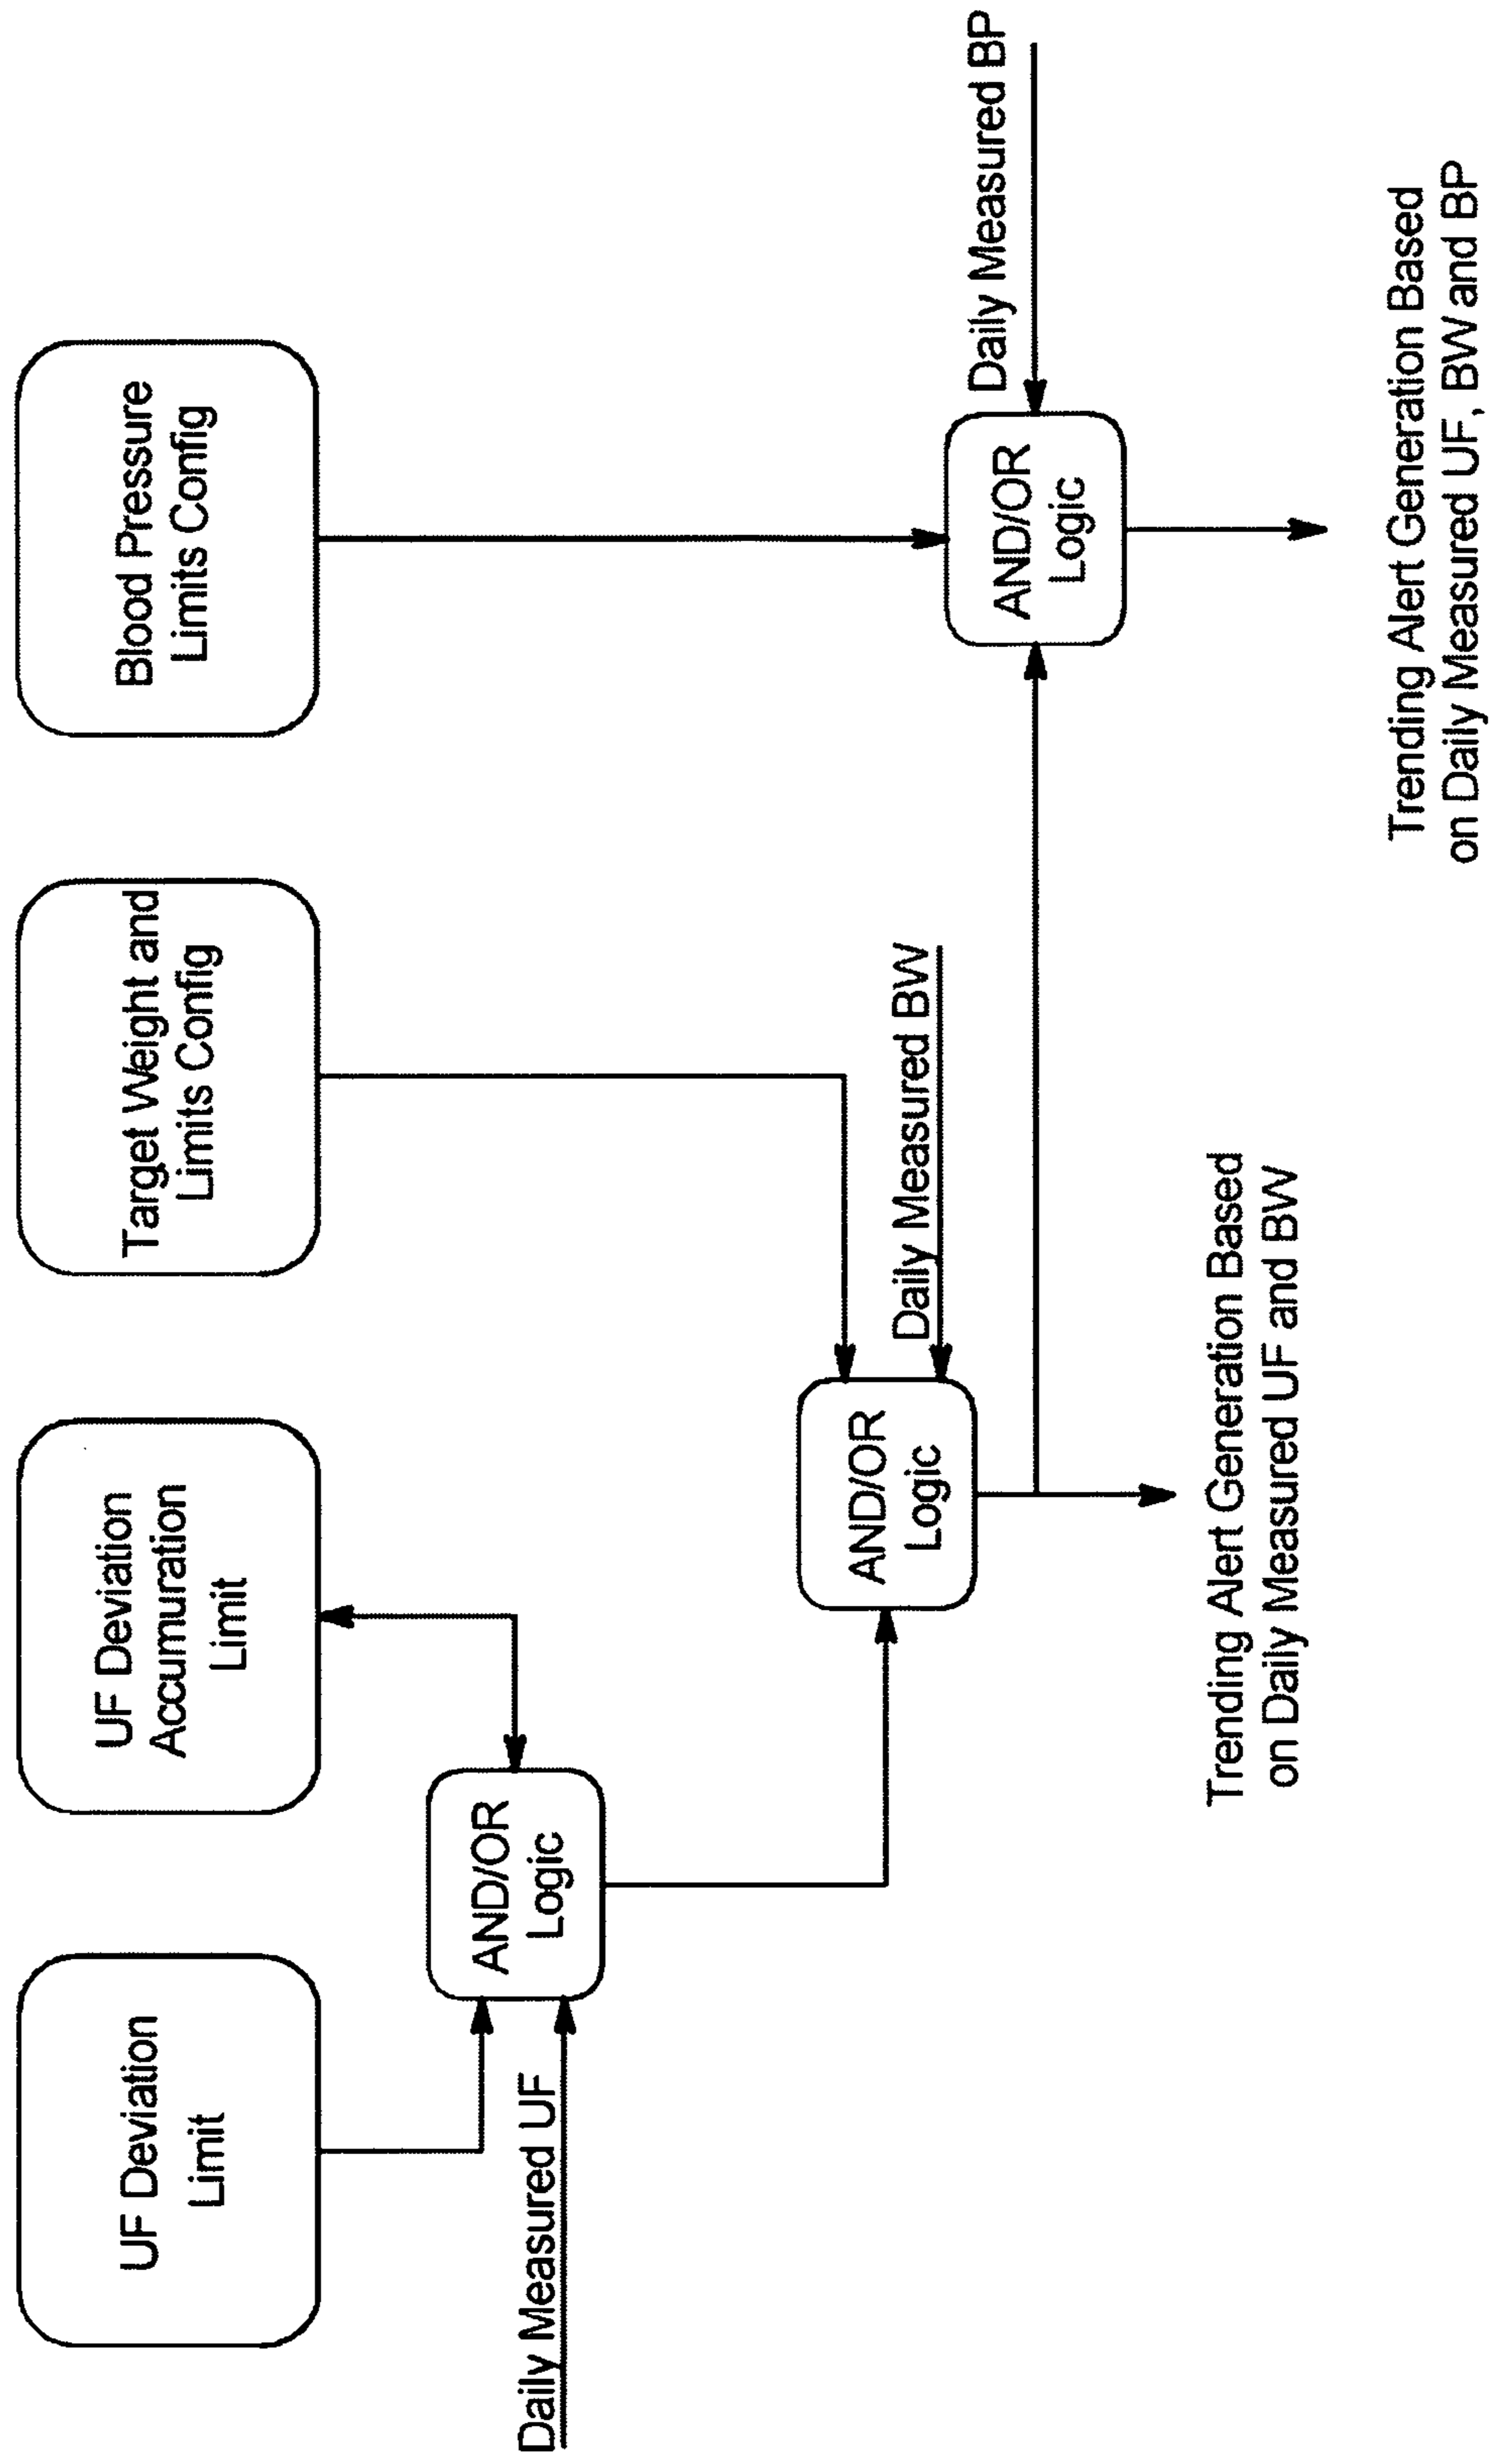 UF Deviation
Limit
UF Deviation
Accumuration
Limit
Target Weight and
Limits Config
Blood Pressure
Limits Config
Daily Measured UF
AND/OR
Logic
AND/OR
Logic
Daily Measured BW
AND/OR
Logic
Daily Measured BP
Trending Alert Generation Based
on Daily Measured UF and BW
Trending Alert Generation Based
on Daily Measured UF, BW and BP